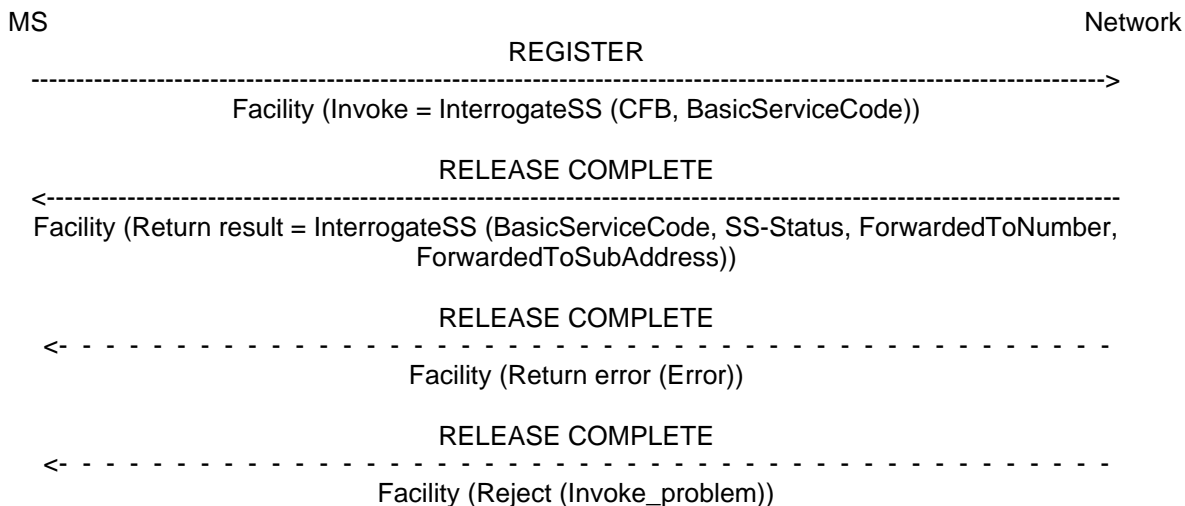 MS Network
REGISTER
------------------------------------------------------------------------------------------------------------------------>
Facility (Invoke = InterrogateSS (CFB, BasicServiceCode))
RELEASE COMPLETE
<------------------------------------------------------------------------------------------------------------------------
Facility (Return result = InterrogateSS (BasicServiceCode, SS-Status, ForwardedToNumber,
ForwardedToSubAddress))
RELEASE COMPLETE
<- - - - - - - - - - - - - - - - - - - - - - - - - - - - - - - - - - - - - - - -
Facility (Return error (Error))
RELEASE COMPLETE
<- - - - - - - - - - - - - - - - - - - - - - - - - - - - - - - - - - - - - - - -
Facility (Reject (Invoke_problem))